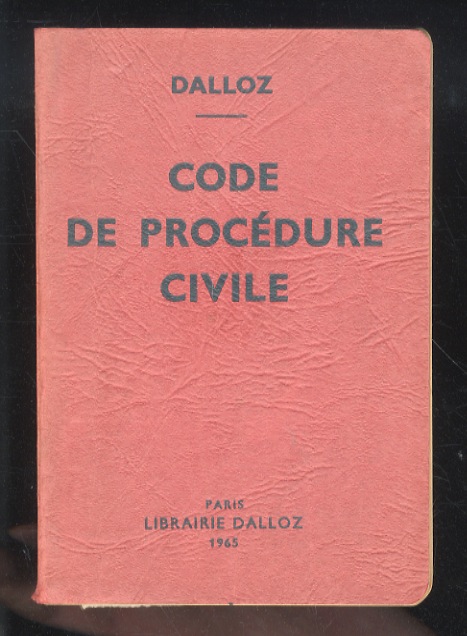 DALLOZ
CODE
DE PROCÉDURE
CIVILE
PARIS
LIBRAIRIE DALLOZ
1965